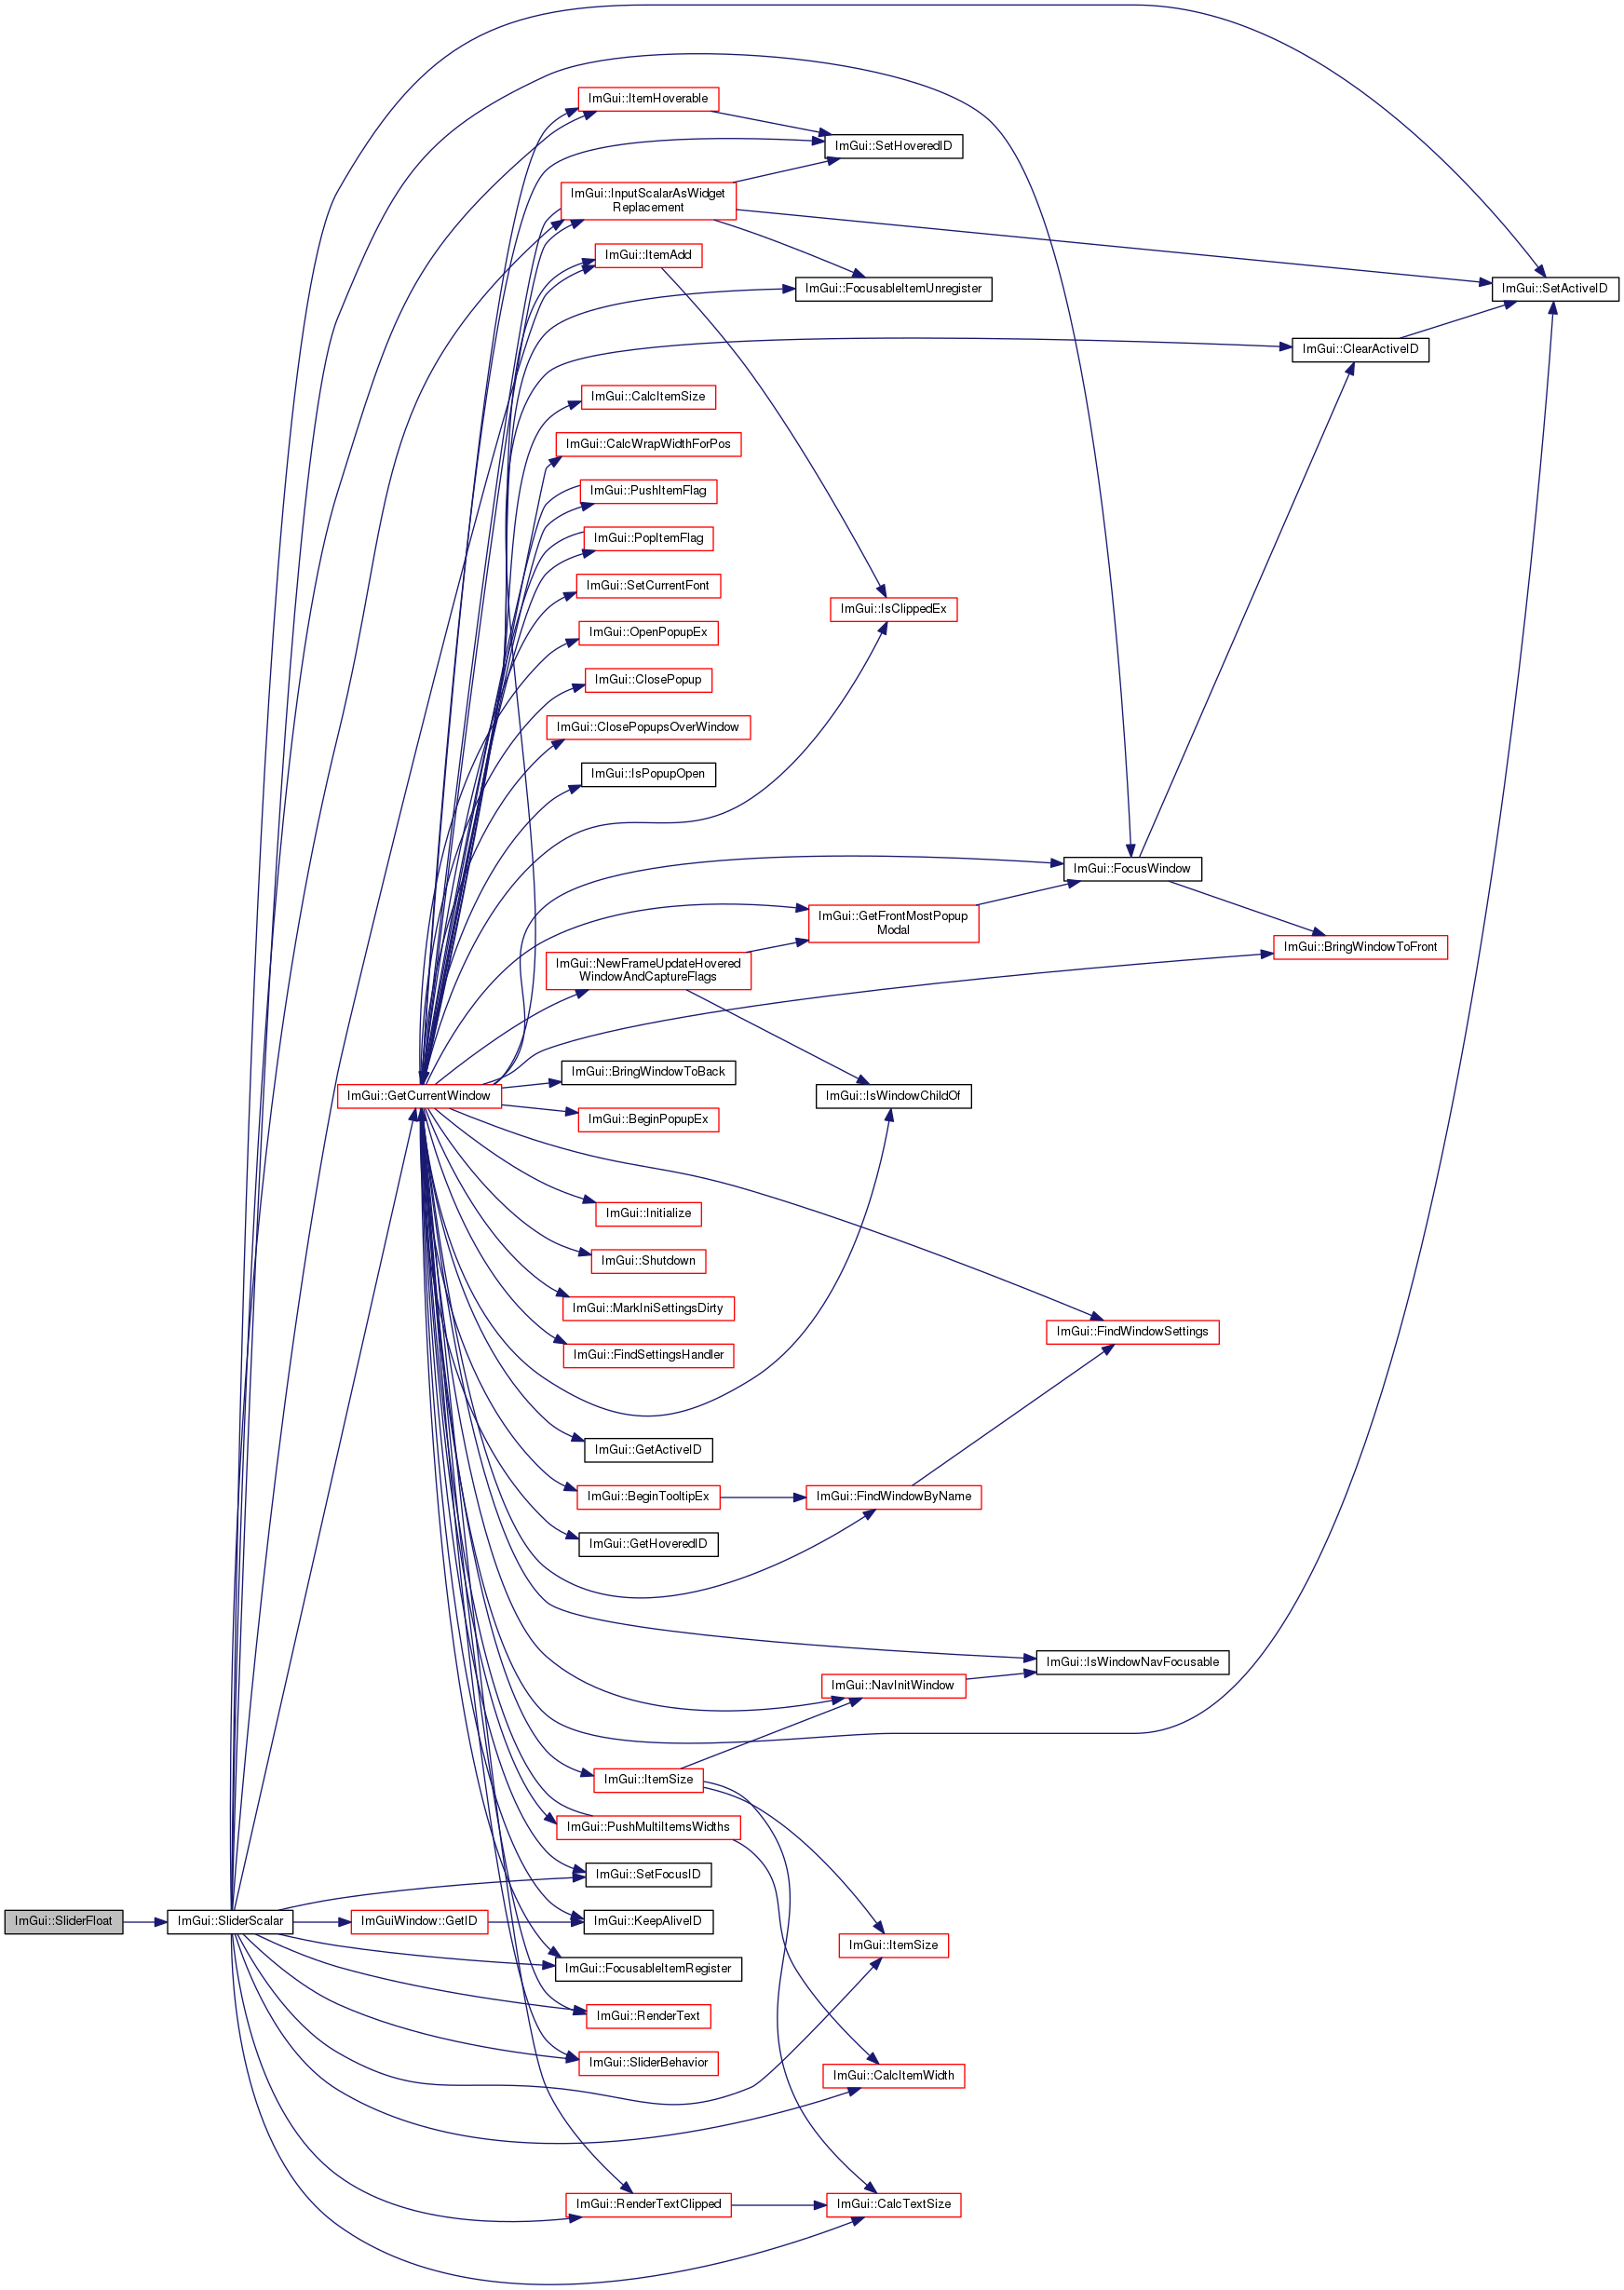 ImGui::ItemHoverable
ImGui::SetHoveredID
ImGui::InputScalarAsWidget
Replacement
ImGui::ItemAdd
ImGui::FocusableItemUnregister
ImGui::SetActiveID
ImGui::ClearActiveID
ImGui::CalcItemSize
ImGui::CalcWrapWidthForPos
ImGui::PushItemFlag
ImGui::PopItemFlag
ImGui::SetCurrentFont
ImGui::IsClippedEx
ImGui::OpenPopupEx
ImGui::ClosePopup
ImGui::ClosePopupsOverWindow
ImGui::IsPopupOpen
ImGui::FocusWindow
ImGui::GetFrontMostPopup
Modal
ImGui::BringWindowToFront
ImGui::NewFrameUpdateHovered
WindowAndCaptureFlags
ImGui::BringWindowToBack
ImGui::GetCurrentWindow
ImGui::IsWindowChildOf
ImGui::BeginPopupEx
ImGui::Initialize
ImGui::Shutdown
ImGui::MarkIniSettingsDirty
ImGui::FindWindowSettings
ImGui::FindSettingsHandler
ImGui::GetActiveID
ImGui::BeginTooltipEx
ImGui::FindWindowByName
ImGui::GetHoveredID
ImGui::IsWindowNavFocusable
ImGui::NavInitWindow
ImGui::ItemSize
ImGui::PushMultiItemsWidths
ImGui::SetFocusID
ImGui::SliderFloat
ImGui::SliderScalar
ImGuiWindow::GetID
ImGui::KeepAliveID
ImGui::ItemSize
ImGui::FocusableItemRegister
ImGui::RenderText
ImGui::SliderBehavior
ImGui::CalcItemWidth
ImGui::RenderTextClipped
ImGui::CalcTextSize